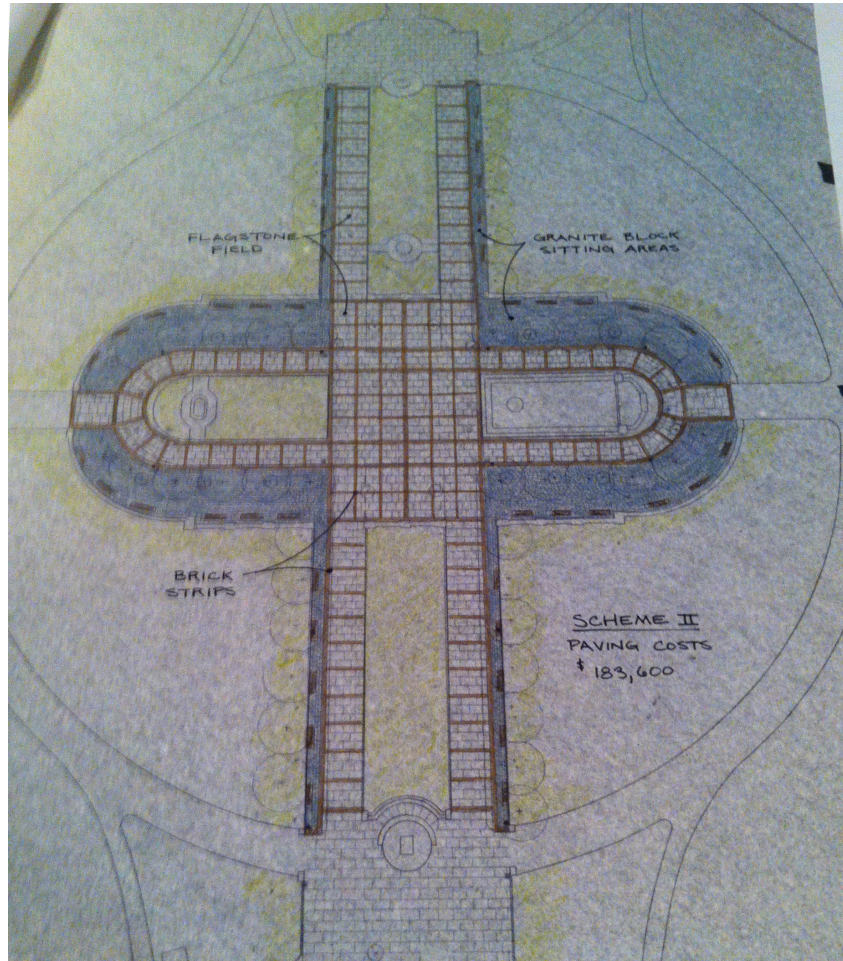 FLAGSTONE
FIELD
GRANITE BLOCK
SITTING AREAS
BRICK
STRIPS
SCHEME II
PAVING COSTS
$ 183,600